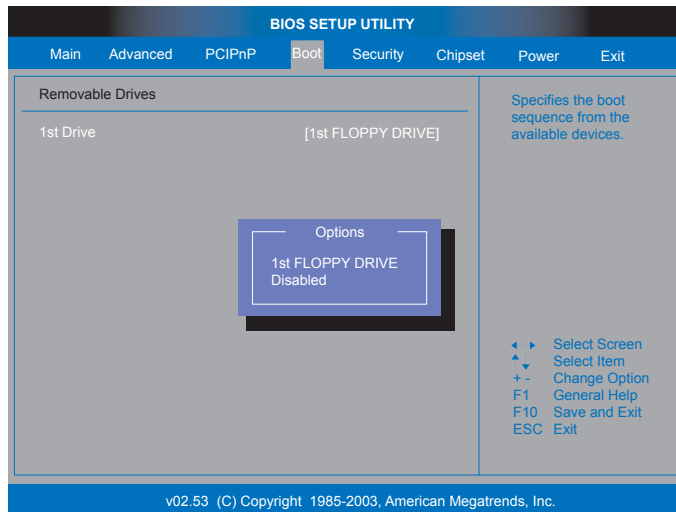 BIOS SETUP UTILITY
Main Advanced PCIPnP Boot Security Chipset Power Exit
Removable Drives
1st Drive [1st FLOPPY DRIVE]
Specifies the boot
sequence from the
available devices.
Options
1st FLOPPY DRIVE
Disabled
Select Screen
Select Item
+ - Change Option
F1 General Help
F10 Save and Exit
ESC Exit
v02.53 (C) Copyright 1985-2003, American Megatrends, Inc.